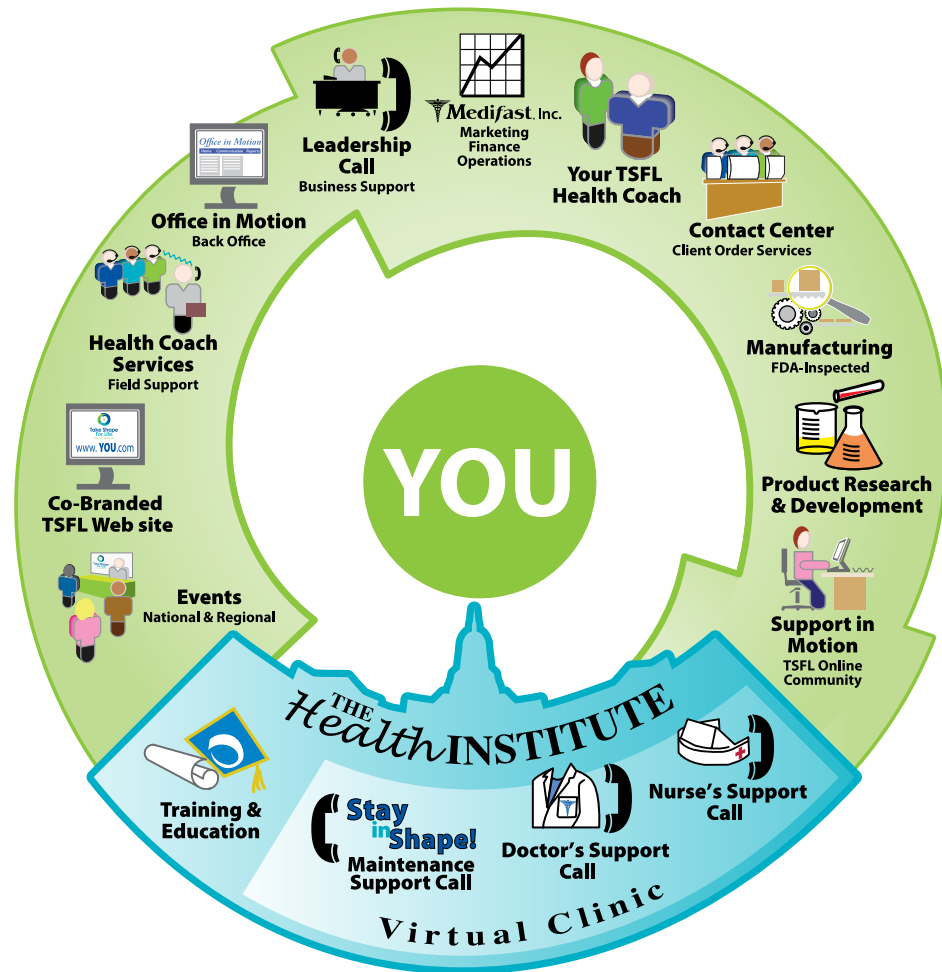 Leadership
Call
Business Support
Medifast, Inc.
Marketing
Finance
Operations
Your TSFL
Health Coach
Contact Center
Client Order Services
Manufacturing
FDA-Inspected
Product Research
& Development
Support in
Motion
TSFL Online
Community
Office in Motion
Home Communication Reports
Office in Motion
Back Office
Health Coach
Services
Field Support
Take Shape
For Life.
www.YOU.com
Co-Branded
TSFL Web site
Events
National & Regional
YOU
THE
Health INSTITUTE
Training &
Education
Stay
in
Shape!
Maintenance
Support Call
Doctor's Support
Call
Nurse's Support
Call
Virtual Clinic